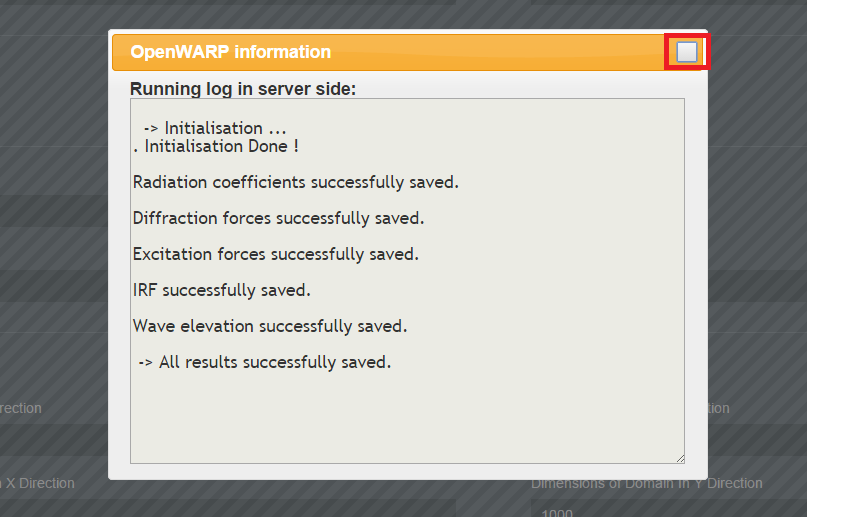 OpenWARP information
Running log in server side:
-> Initialisation ...
. Initialisation Done !
Radiation coefficients successfully saved.
Diffraction forces successfully saved.
Excitation forces successfully saved.
IRF successfully saved.
Wave elevation successfully saved.
-> All results successfully saved.
rection
tion
X Direction
Dimensions of Domain In Y Direction
1000